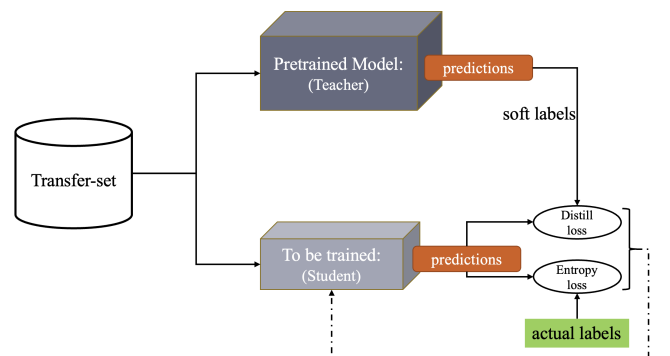 Pretrained Model:
(Teacher)
predictions
soft labels
Transfer-set
To be trained:
(Student)
predictions
Distill
loss
Entropy
loss
actual labels